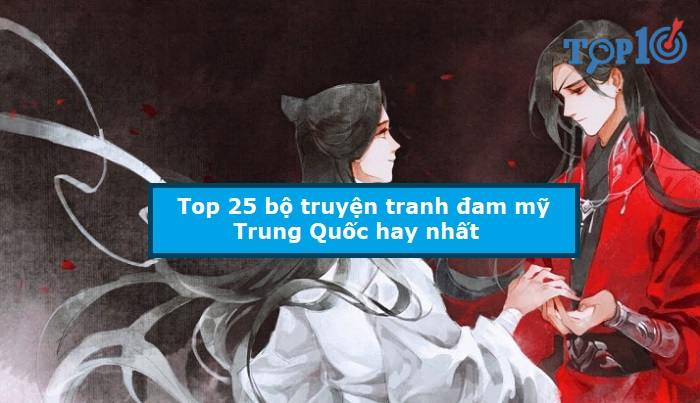 TOP10
Top 25 bộ truyện tranh đam mỹ
Trung Quốc hay nhất